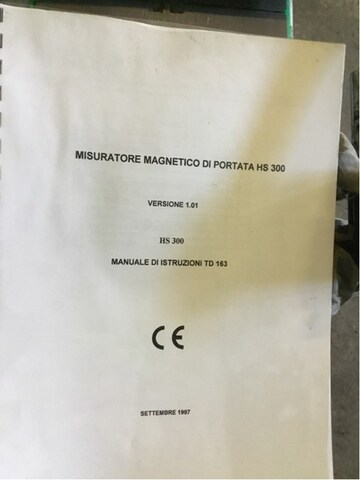 MISURATORE MAGNETICO DI PORTATA HS 300
VERSIONE 1.01
HS 300
MANUALE DI ISTRUZIONI TD 163
CE
SETTEMBRE 1997